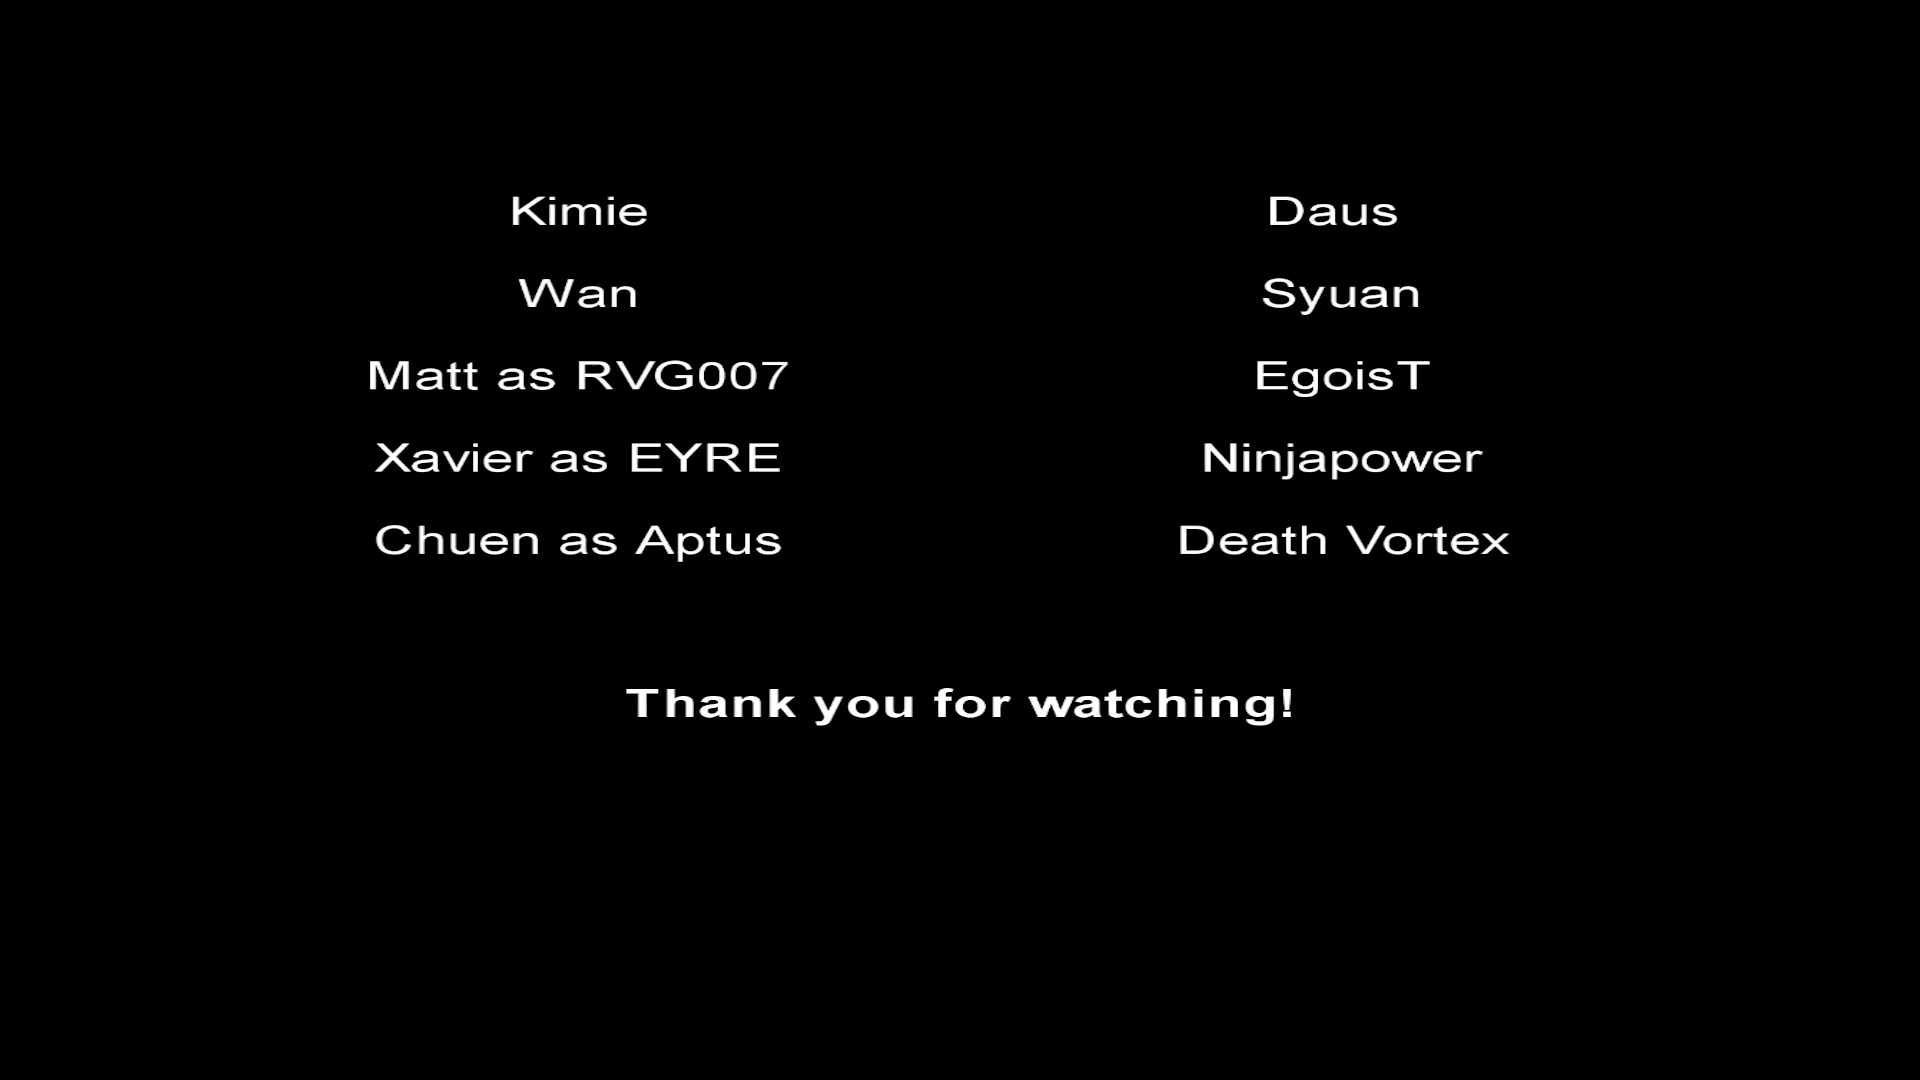 Kimie
Daus
Wan
Syuan
Matt as RVG007
EgoisT
Xavier as EYRE
Ninjapower
Chuen as Aptus
Death Vortex
Thank you for watching!